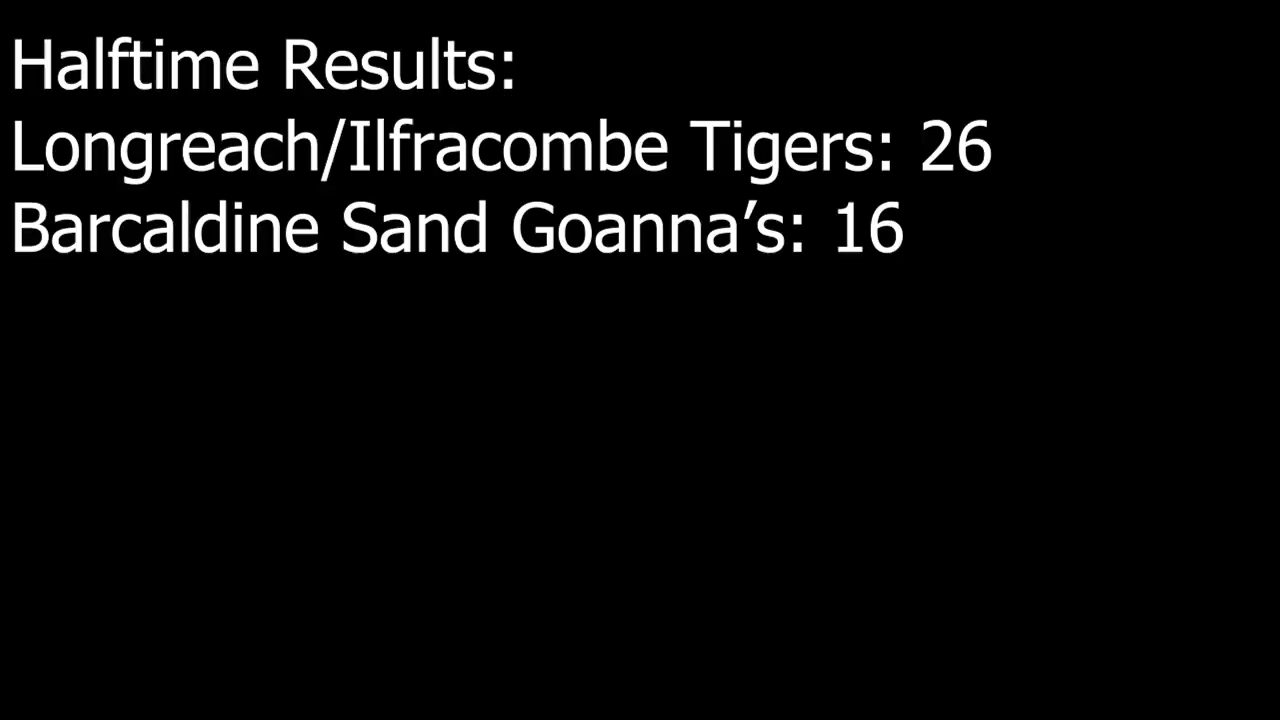 Halftime Results:
Longreach/Ilfracombe Tigers: 26
Barcaldine Sand Goanna’s: 16